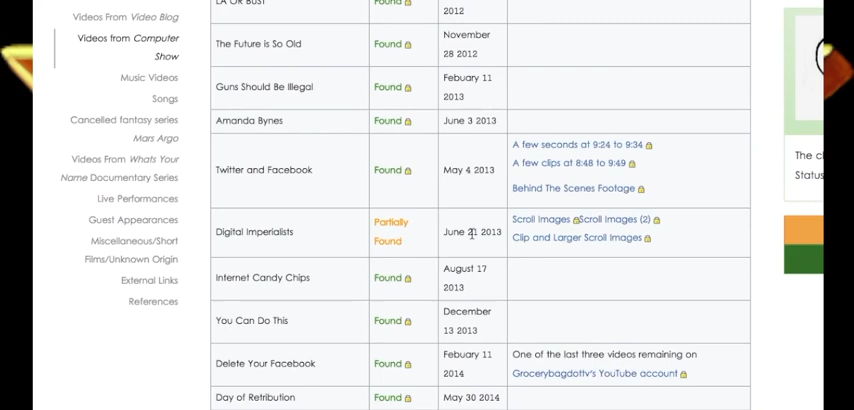 Videos From Video Blog
Videos from Computer
Show
Music Videos
Songs
Cancelled fantasy series
Mars Argo
Videos From Whats Your
Name Documentary Series
Live Performances
Guest Appearances
Miscellaneous/Short
Films/Unknown Origin
External Links
References
LA OR BUST Found
2012
The Future is So Old Found November
28 2012
Guns Should Be Illegal Found Febuary 11
2013
Amanda Bynes Found June 3 2013
Twitter and Facebook Found May 4 2013
A few seconds at 9:24 to 9:34
A few clips at 8:48 to 9:49
Behind The Scenes Footage
Digital Imperialists Partially
Found June 21 2013
Scroll Images Scroll Images (2)
Clip and Larger Scroll Images
Internet Candy Chips Found August 17
2013
You Can Do This Found December
13 2013
Delete Your Facebook Found Febuary 11
2014
One of the last three videos remaining on
Grocerybagdottv's YouTube account
Day of Retribution Found May 30 2014
The cl
Status